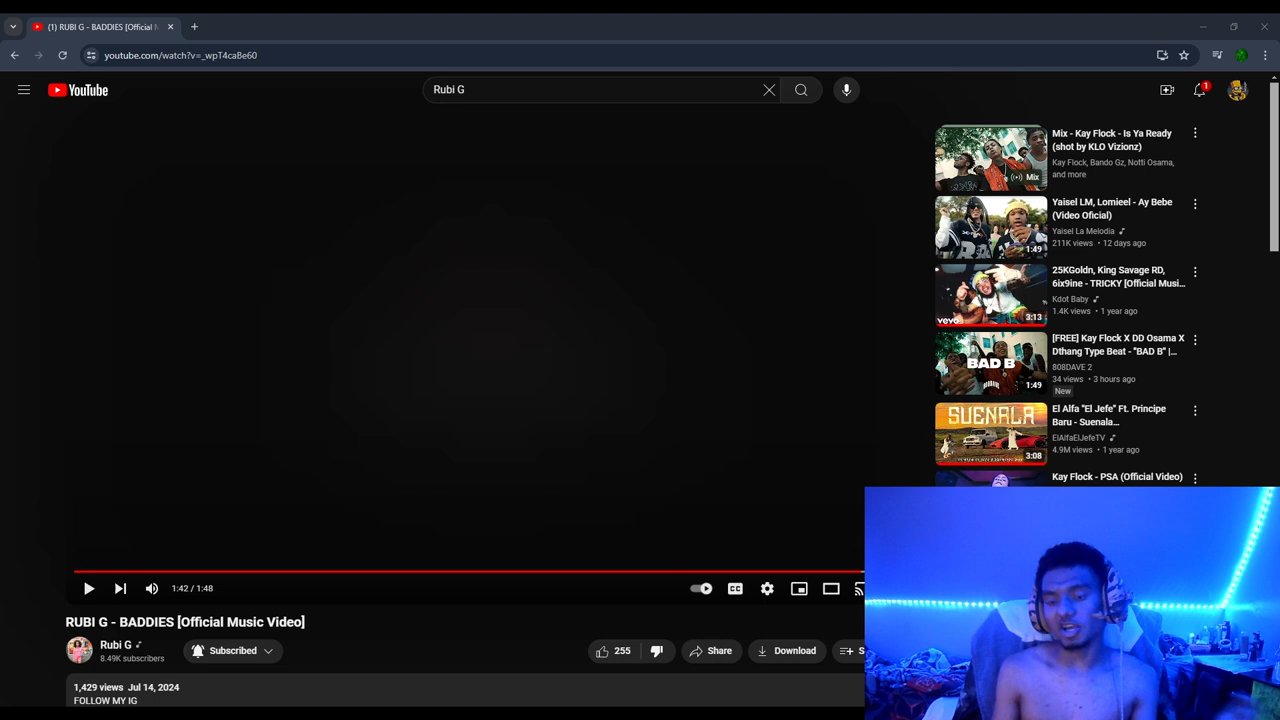 (1) RUBI G - BADDIES [Official M
youtube.com/watch?v=_wpT4caBe60
YouTube
Rubi G
1
Mix - Kay Flock - Is Ya Ready
(shot by KLO Vizionz)
Kay Flock, Bando Gz, Notti Osama,
and more
Mix
Yaisel LM, Lomieel - Ay Bebe
(Video Oficial)
Yaisel La Melodia
211K views • 12 days ago
1:49
25KGoldn, King Savage RD,
6ix9ine - TRICKY [Official Musi...
Kdot Baby
1.4K views • 1 year ago
vevo
3:13
[FREE] Kay Flock X DD Osama X
Dthang Type Beat - "BAD B" |...
808DAVE 2
34 views • 3 hours ago
New
BAD B
1:49
El Alfa "El Jefe" Ft. Principe
Baru - Suenala...
ElAlfaElJefeTV
4.9M views • 1 year ago
SUENALA
3:08
Kay Flock - PSA (Official Video)
1:42 / 1:48
CC
RUBI G - BADDIES [Official Music Video]
Rubi G
8.49K subscribers
Subscribed
255
Share
Download
S
1,429 views Jul 14, 2024
FOLLOW MY IG